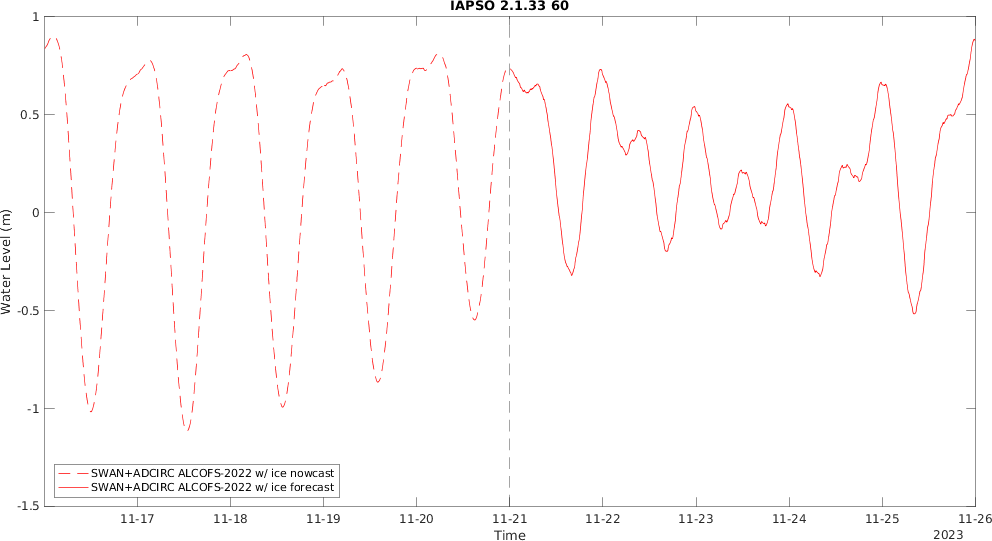 IAPSO 2.1.33 60
1
0.5
0
-0.5
-1
-1.5
Water Level (m)
SWAN+ADCIRC ALCOFS-2022 w/ ice nowcast
SWAN+ADCIRC ALCOFS-2022 w/ ice forecast
11-17 11-18 11-19 11-20 11-21 11-22 11-23 11-24 11-25 11-26
Time
2023